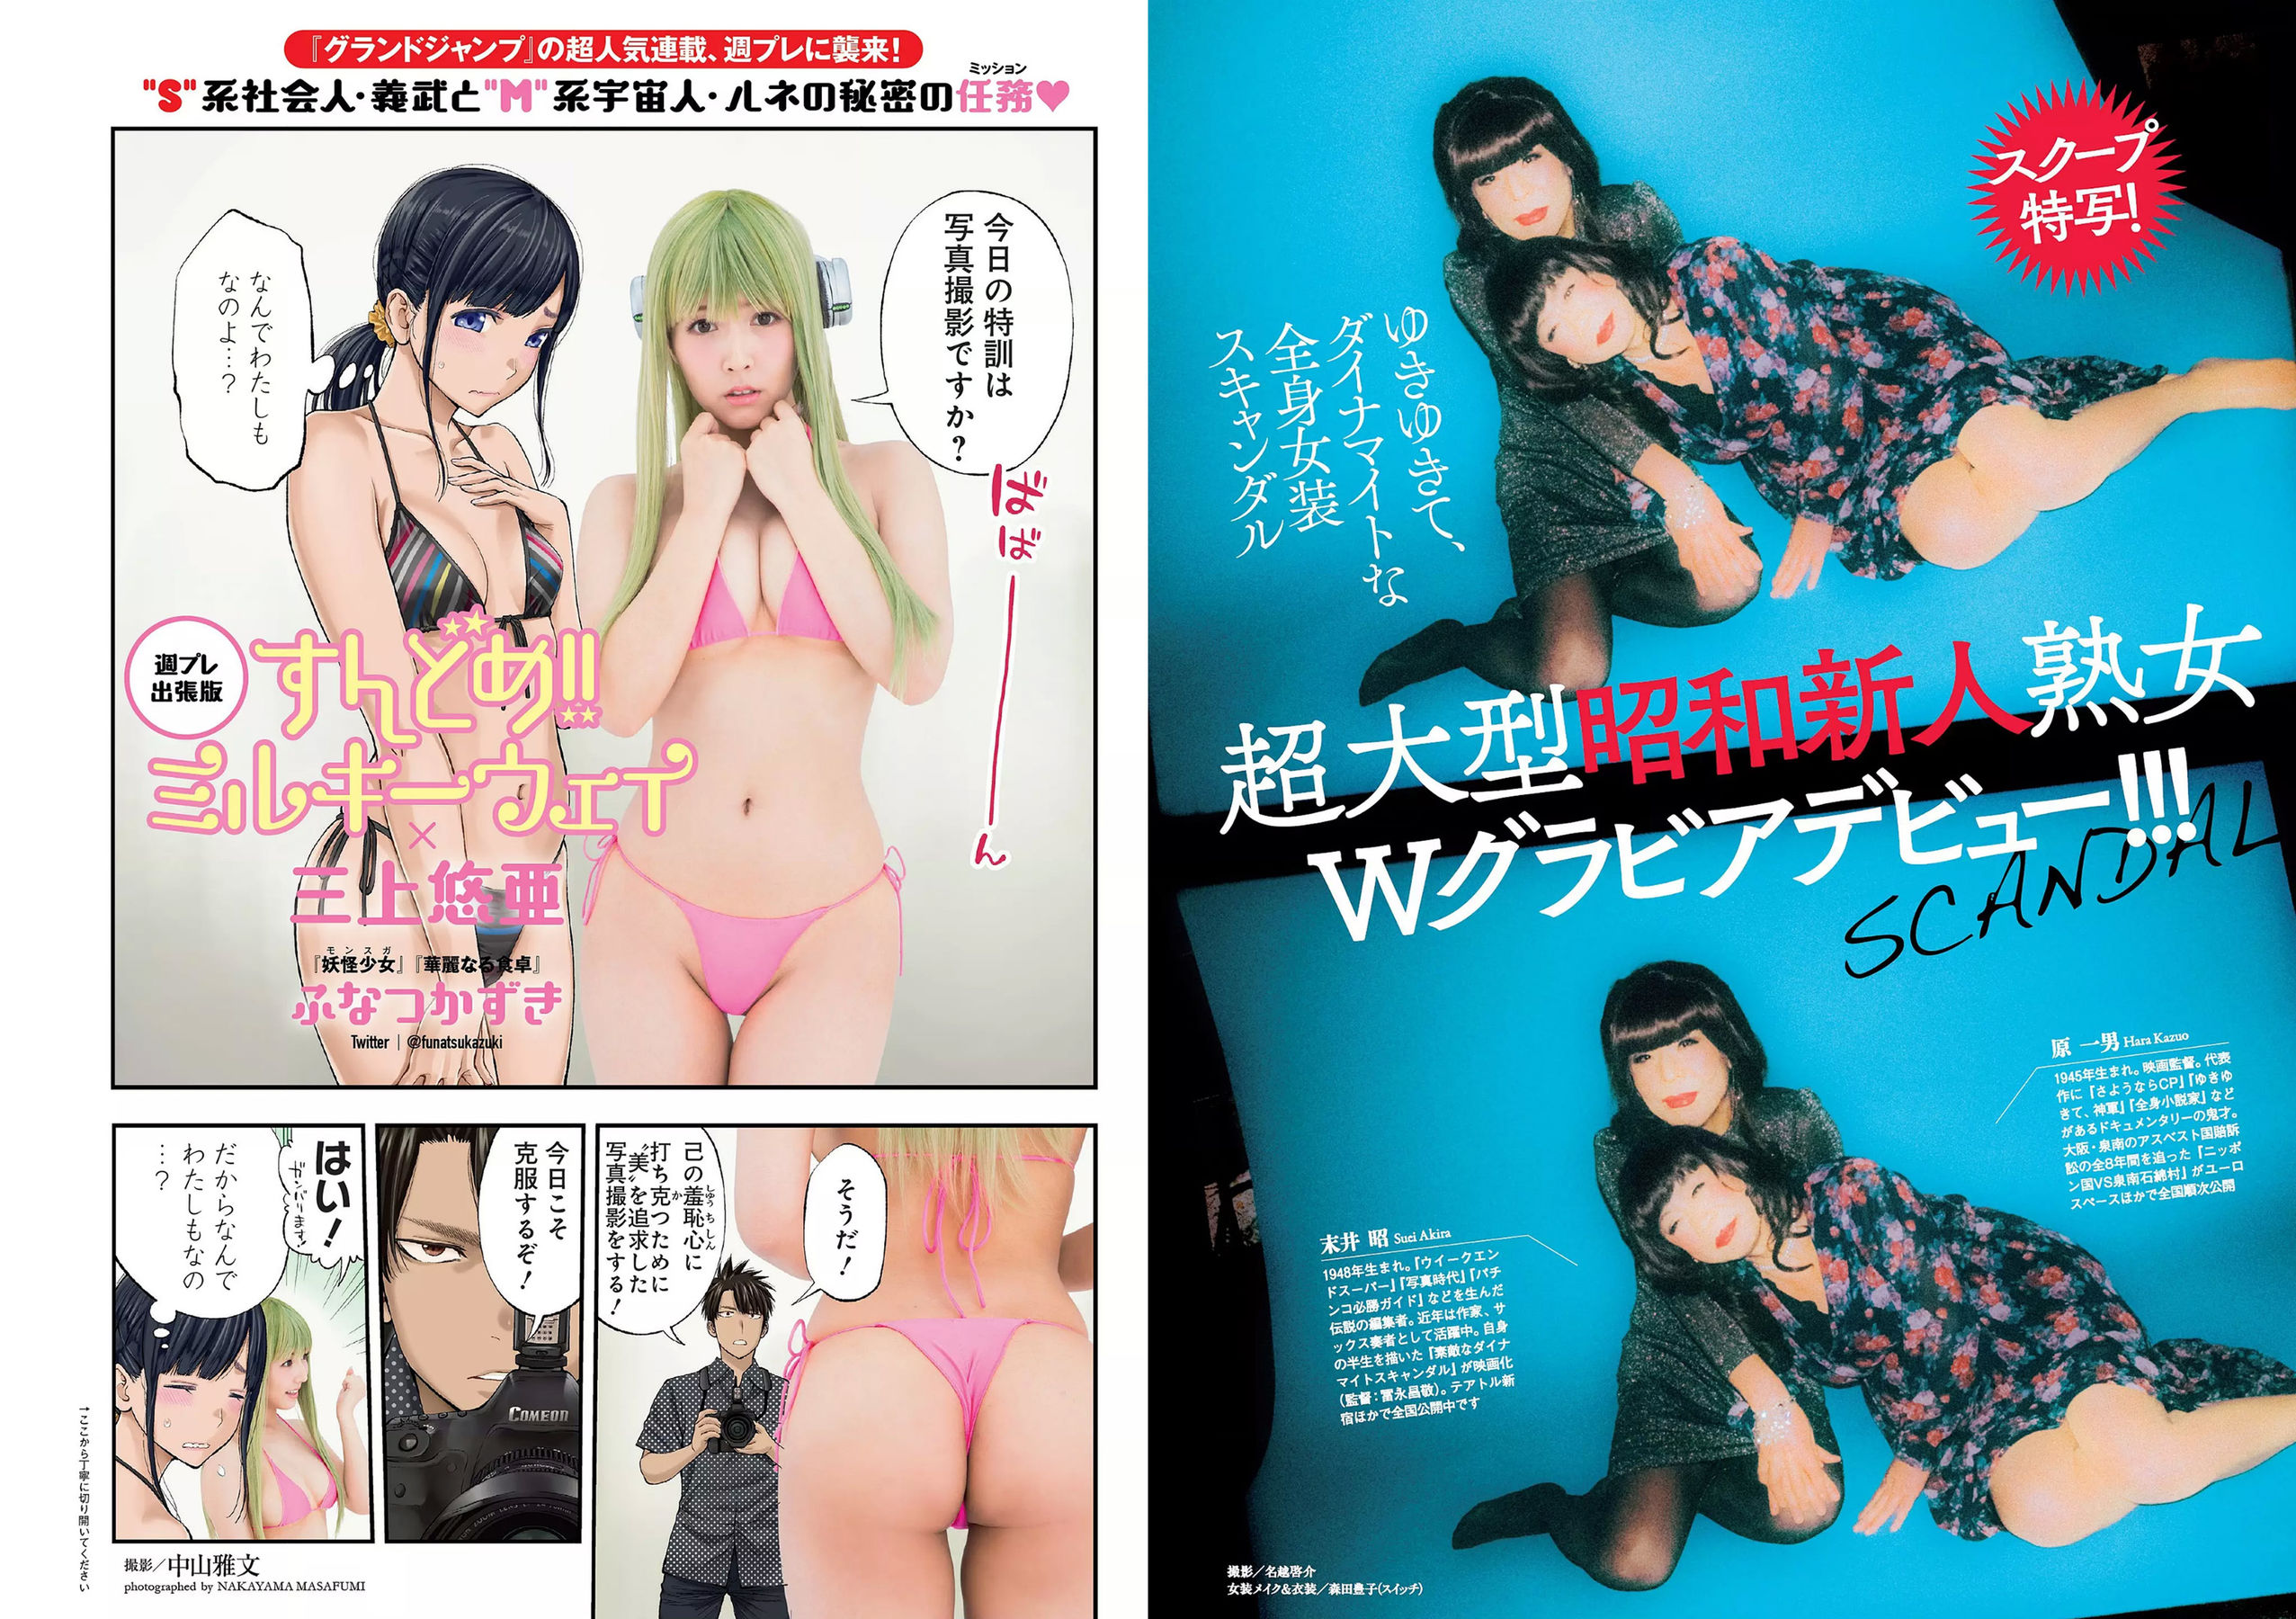 『グランドジャンプ』の超人気連載、週プレに襲来!
"S"系社会人・義武と"M"系宇宙人・ルネの秘密の任務♥
ミッション
今日の特訓は
写真撮影ですか?
なんでわたしも
なのよ…?
ばばーーん
週プレ
出張版
すんどめ!!
ミルキーウェイ
×
三上悠亜
モンスガ
『妖怪少女』『華麗なる食卓』
ふなつかずき
Twitter | @funatsukazuki
そうだ!
己の羞恥心に
しゅうちしん
打ち克つために
か
“美”を追求した
写真撮影をする!
今日こそ
克服するぞ!
COMEON
はい!
ガンバリます!
だからなんで
わたしもなの
…?
撮影/中山雅文
photographed by NAKAYAMA MASAFUMI
↑ここから丁寧に切り開いてください
スクープ
特写!
ゆきゆきて、
ダイナマイトな
全身女装
スキャンダル
超大型昭和新人熟女
Wグラビアデビュー!!!
SCANDAL
原 一男 Hara Kazuo
1945年生まれ。映画監督。代表
作に『さようならCP』『ゆきゆ
きて、神軍』『全身小説家』など
があるドキュメンタリーの鬼才。
大阪・泉南のアスベスト国賠訴
訟の全8年間を追った『ニッポ
ン国VS泉南石綿村』がユーロ
スペースほかで全国順次公開
末井 昭 Suei Akira
1948年生まれ。『ウイークエン
ドスーパー』『写真時代』『パチ
ンコ必勝ガイド』などを生んだ
伝説の編集者。近年は作家、サ
ックス奏者として活躍中。自身
の半生を描いた『素敵なダイナ
マイトスキャンダル』が映画化
(監督:冨永昌敬)。テアトル新
宿ほかで全国公開中です
撮影/名越啓介
女装メイク&衣装/森田豊子(スイッチ)